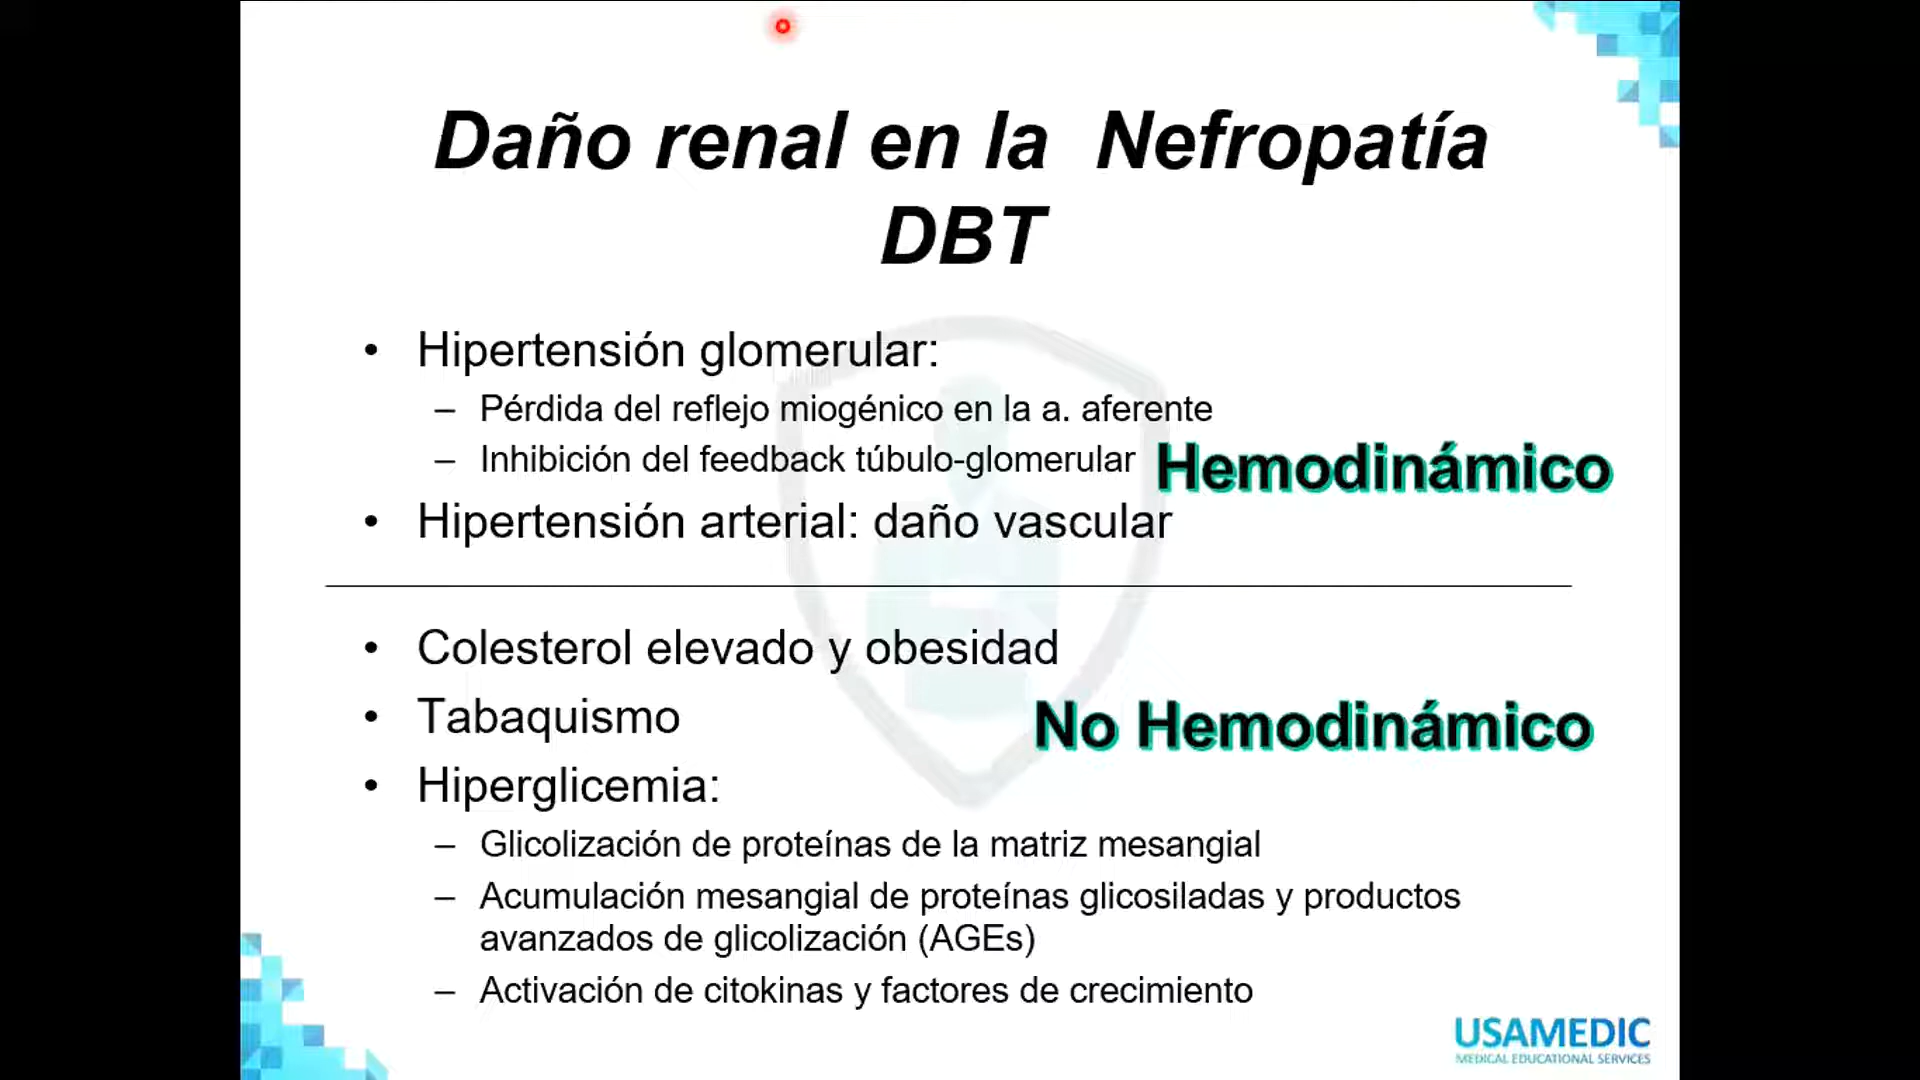 Daño renal en la Nefropatía
DBT
• Hipertensión glomerular:
– Pérdida del reflejo miogénico en la a. aferente
– Inhibición del feedback túbulo-glomerular
Hemodinámico
• Hipertensión arterial: daño vascular
• Colesterol elevado y obesidad
• Tabaquismo
No Hemodinámico
• Hiperglicemia:
– Glicolización de proteínas de la matriz mesangial
– Acumulación mesangial de proteínas glicosiladas y productos
avanzados de glicolización (AGEs)
– Activación de citokinas y factores de crecimiento
USAMEDIC
MEDICAL EDUCATIONAL SERVICES